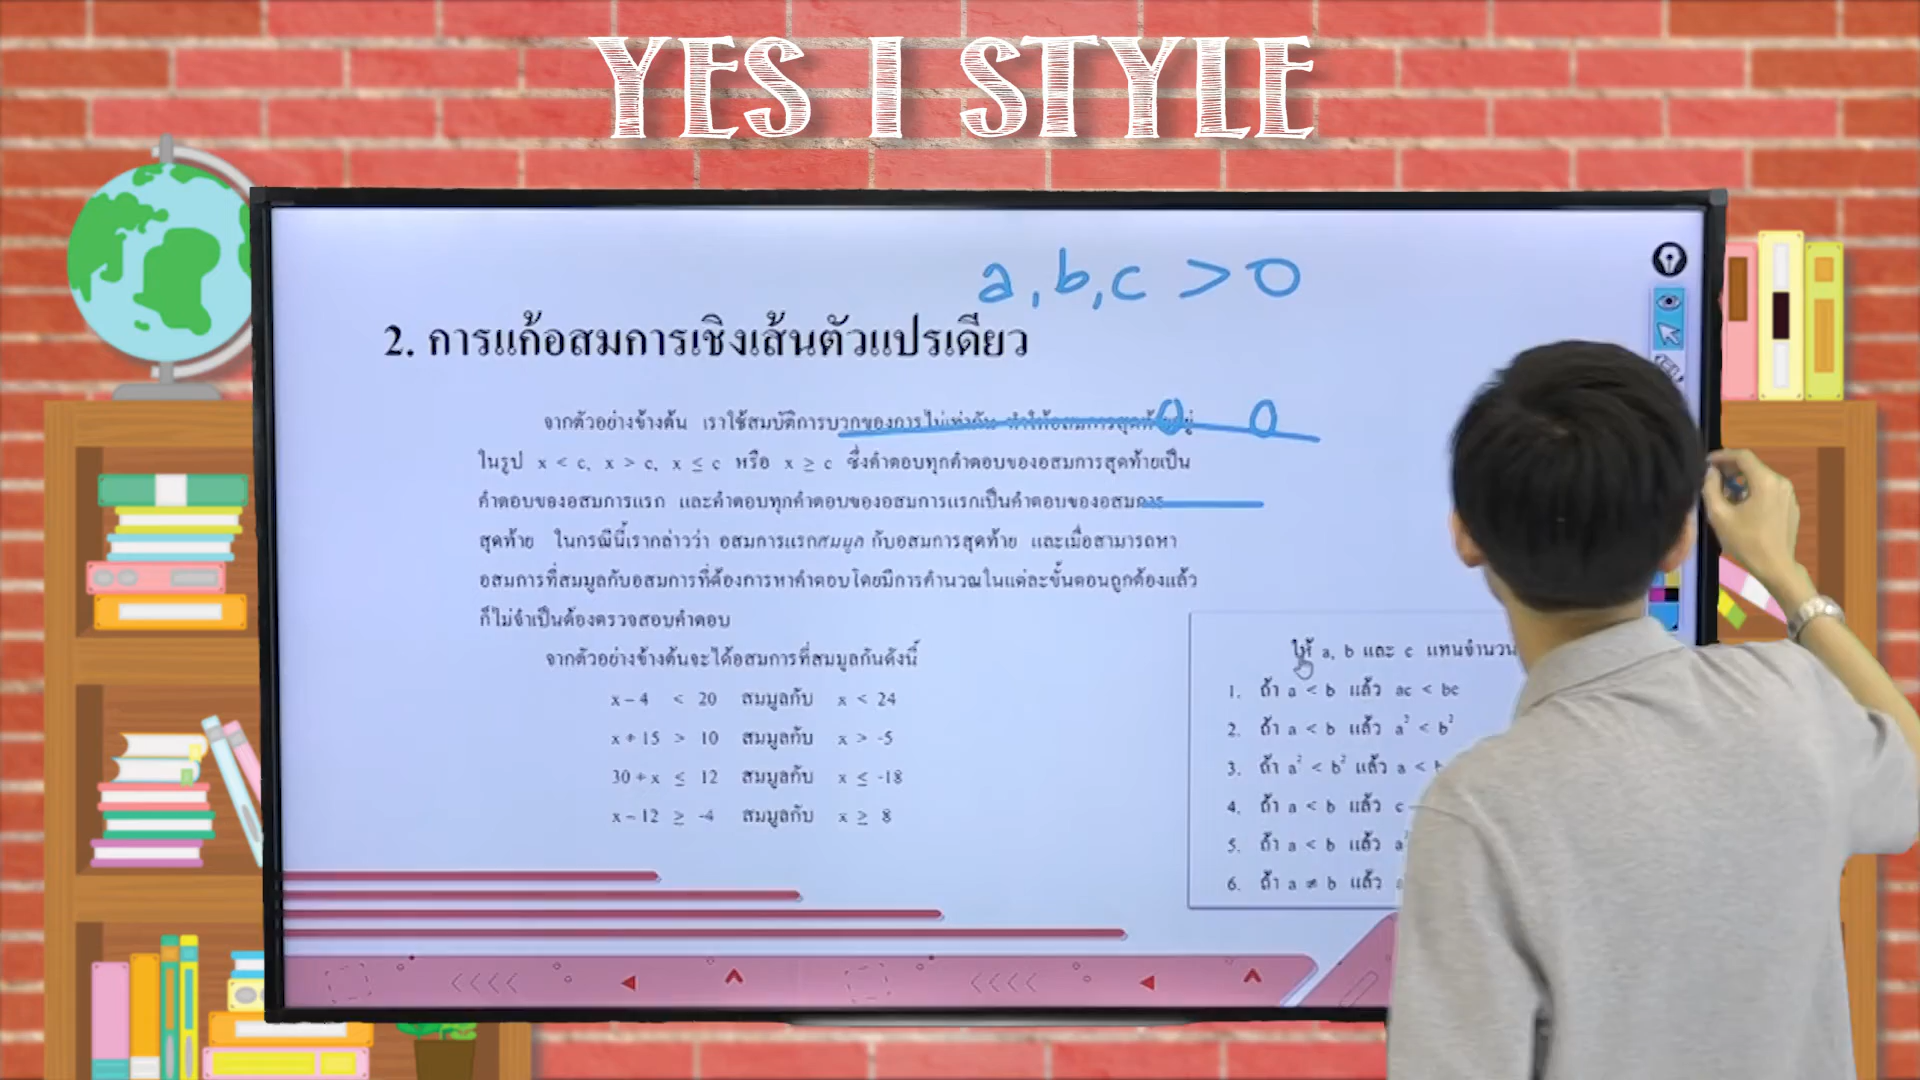 YES I STYLE
a, b, c > 0
2. การแก้อสมการเชิงเส้นตัวแปรเดียว
จากตัวอย่างข้างต้น เราใช้สมบัติการบวกของการไม่เท่ากัน ทำให้อสมการสุดท้ายอยู่
0 0
ในรูป x < c, x > c, x ≤ c หรือ x ≥ c ซึ่งคำตอบทุกคำตอบของอสมการสุดท้ายเป็น
คำตอบของอสมการแรก และคำตอบทุกคำตอบของอสมการแรกเป็นคำตอบของอสมการ
สุดท้าย ในกรณีนี้เรากล่าวว่า อสมการแรกสมมูล กับอสมการสุดท้าย และเมื่อสามารถหา
อสมการที่สมมูลกับอสมการที่ต้องการหาคำตอบโดยมีการคำนวณในแต่ละขั้นตอนถูกต้องแล้ว
ก็ไม่จำเป็นต้องตรวจสอบคำตอบ
จากตัวอย่างข้างต้นจะได้อสมการที่สมมูลกันดังนี้
x – 4 < 20 สมมูลกับ x < 24
x + 15 > 10 สมมูลกับ x > -5
30 + x ≤ 12 สมมูลกับ x ≤ -18
x – 12 ≥ -4 สมมูลกับ x ≥ 8
ให้ a, b และ c แทนจำนวน
1. ถ้า a < b แล้ว ac < bc
2. ถ้า a < b แล้ว a² < b²
3. ถ้า a² < b² แล้ว a < b
4. ถ้า a < b แล้ว c –
5. ถ้า a < b แล้ว a
6. ถ้า a ≠ b แล้ว